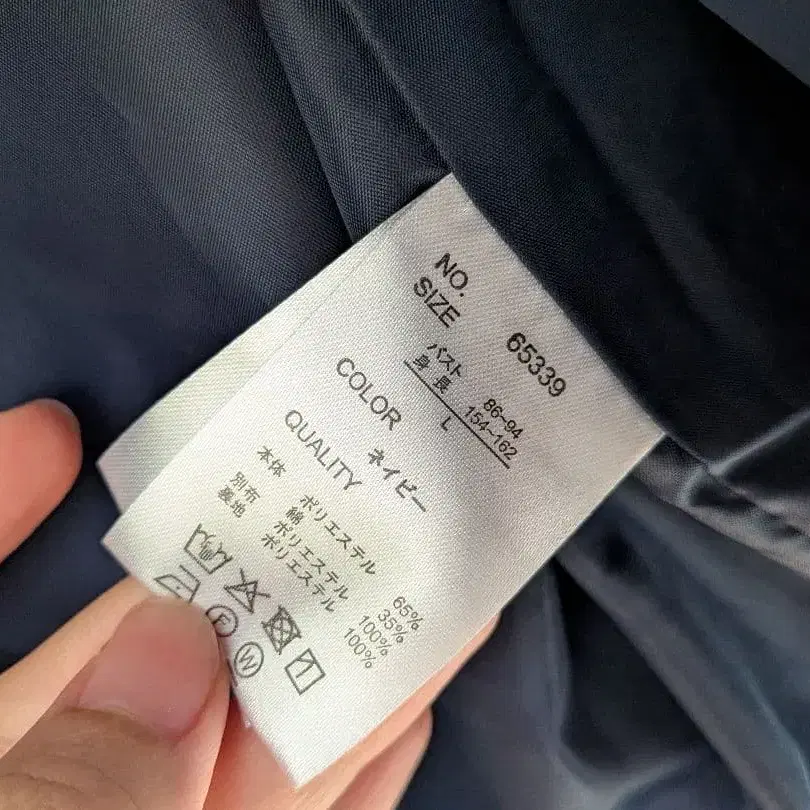 NO. 65339
SIZE バスト 86~94
身長 154~162
L
COLOR ネイビー
QUALITY
本体 ポリエステル 65%
綿 35%
別布 ポリエステル 100%
裏地 ポリエステル 100%
F
W